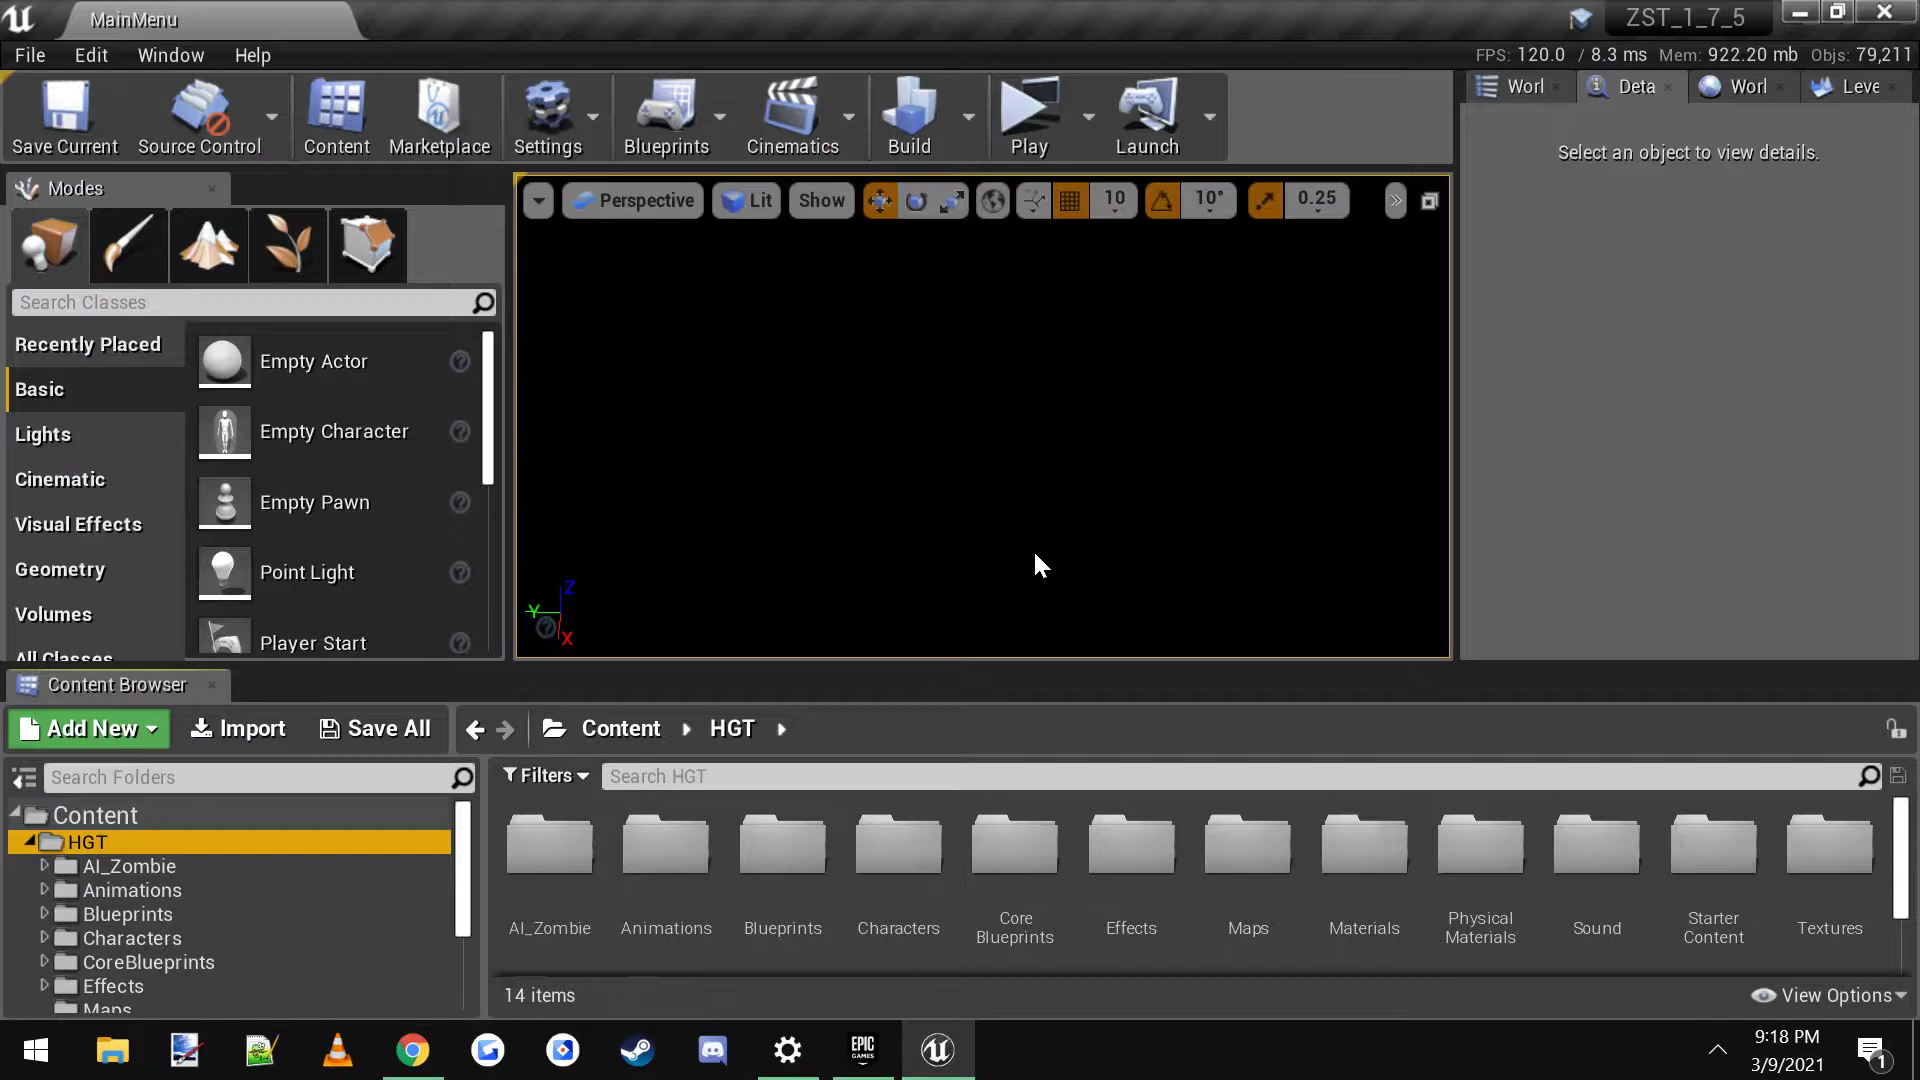 MainMenu
ZST_1_7_5
File Edit Window Help
FPS: 120.0 / 8.3 ms Mem: 922.20 mb Objs: 79,211
Save Current
Source Control
Content
Marketplace
Settings
Blueprints
Cinematics
Build
Play
Launch
Worl
Deta
Worl
Leve
Select an object to view details.
Modes
Perspective
Lit
Show
10
10°
0.25
Search Classes
Recently Placed
Basic
Lights
Cinematic
Visual Effects
Geometry
Volumes
All Classes
Empty Actor
Empty Character
Empty Pawn
Point Light
Player Start
Z
Y
X
Content Browser
Add New
Import
Save All
Content
HGT
Search Folders
Filters
Search HGT
Content
HGT
AI_Zombie
Animations
Blueprints
Characters
CoreBlueprints
Effects
Maps
AI_Zombie
Animations
Blueprints
Characters
Core
Blueprints
Effects
Maps
Materials
Physical
Materials
Sound
Starter
Content
Textures
14 items
View Options
EPIC
GAMES
9:18 PM
3/9/2021
1